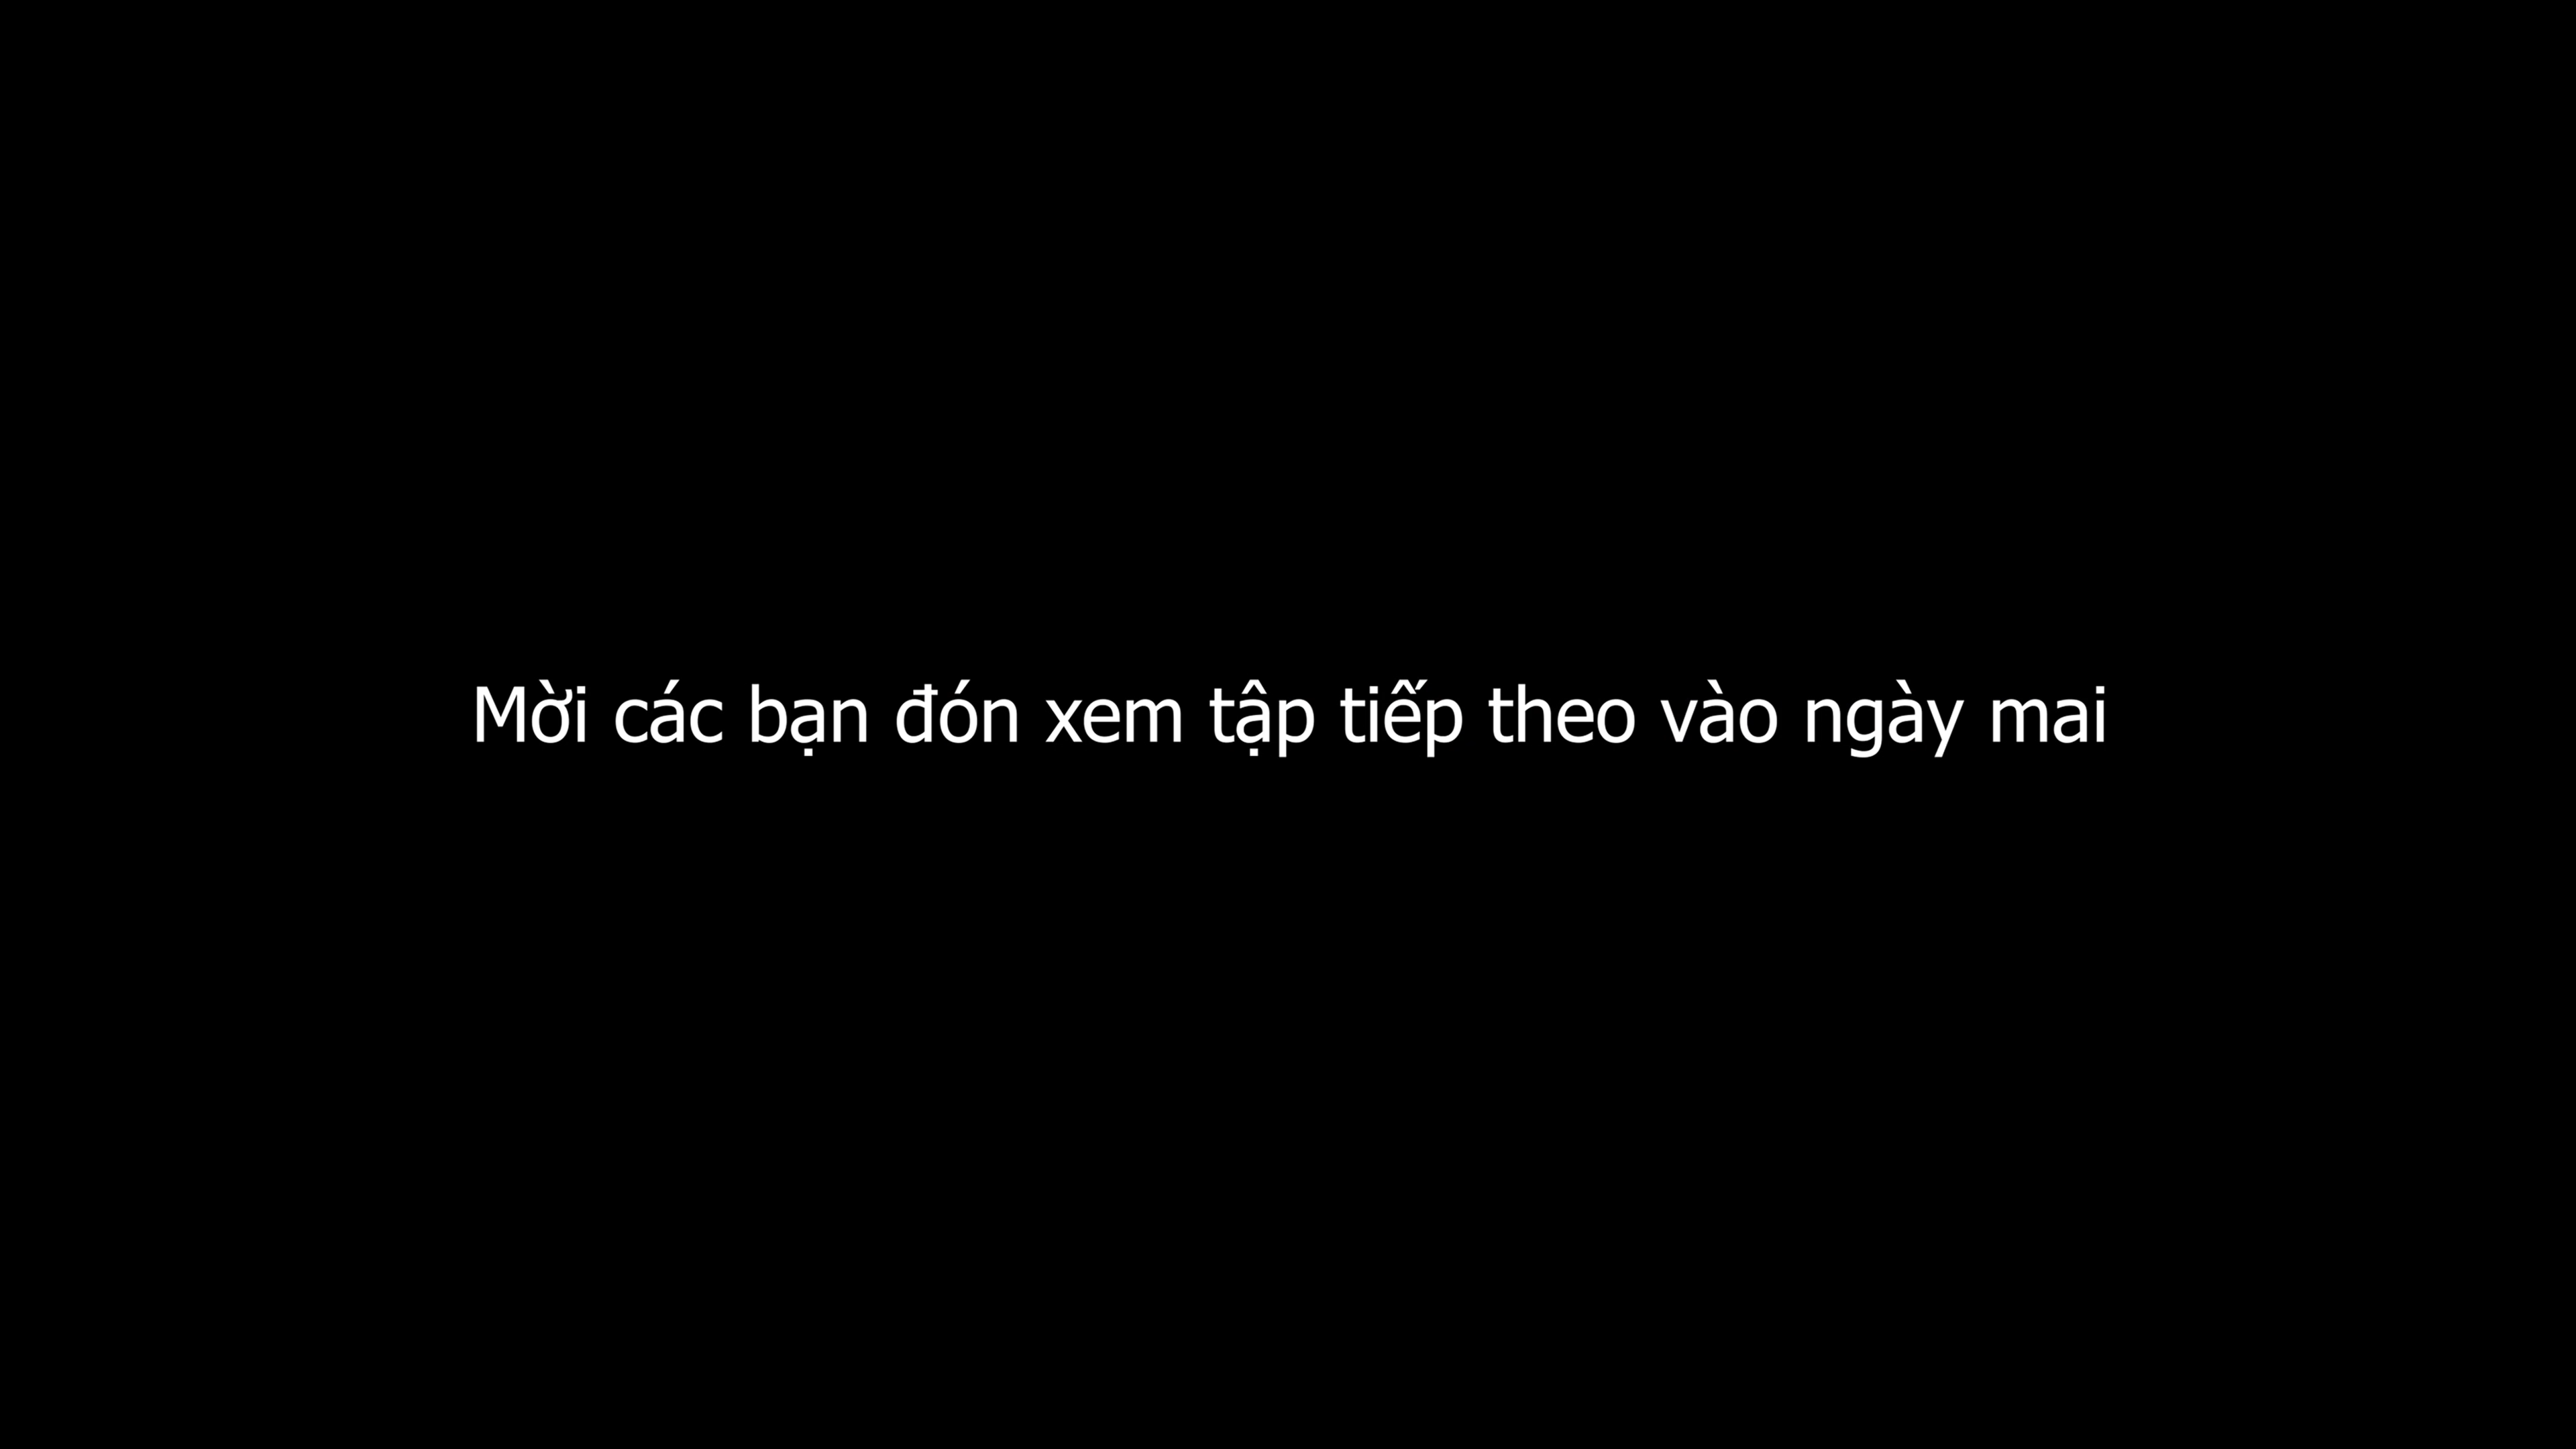 Mời các bạn đón xem tập tiếp theo vào ngày mai